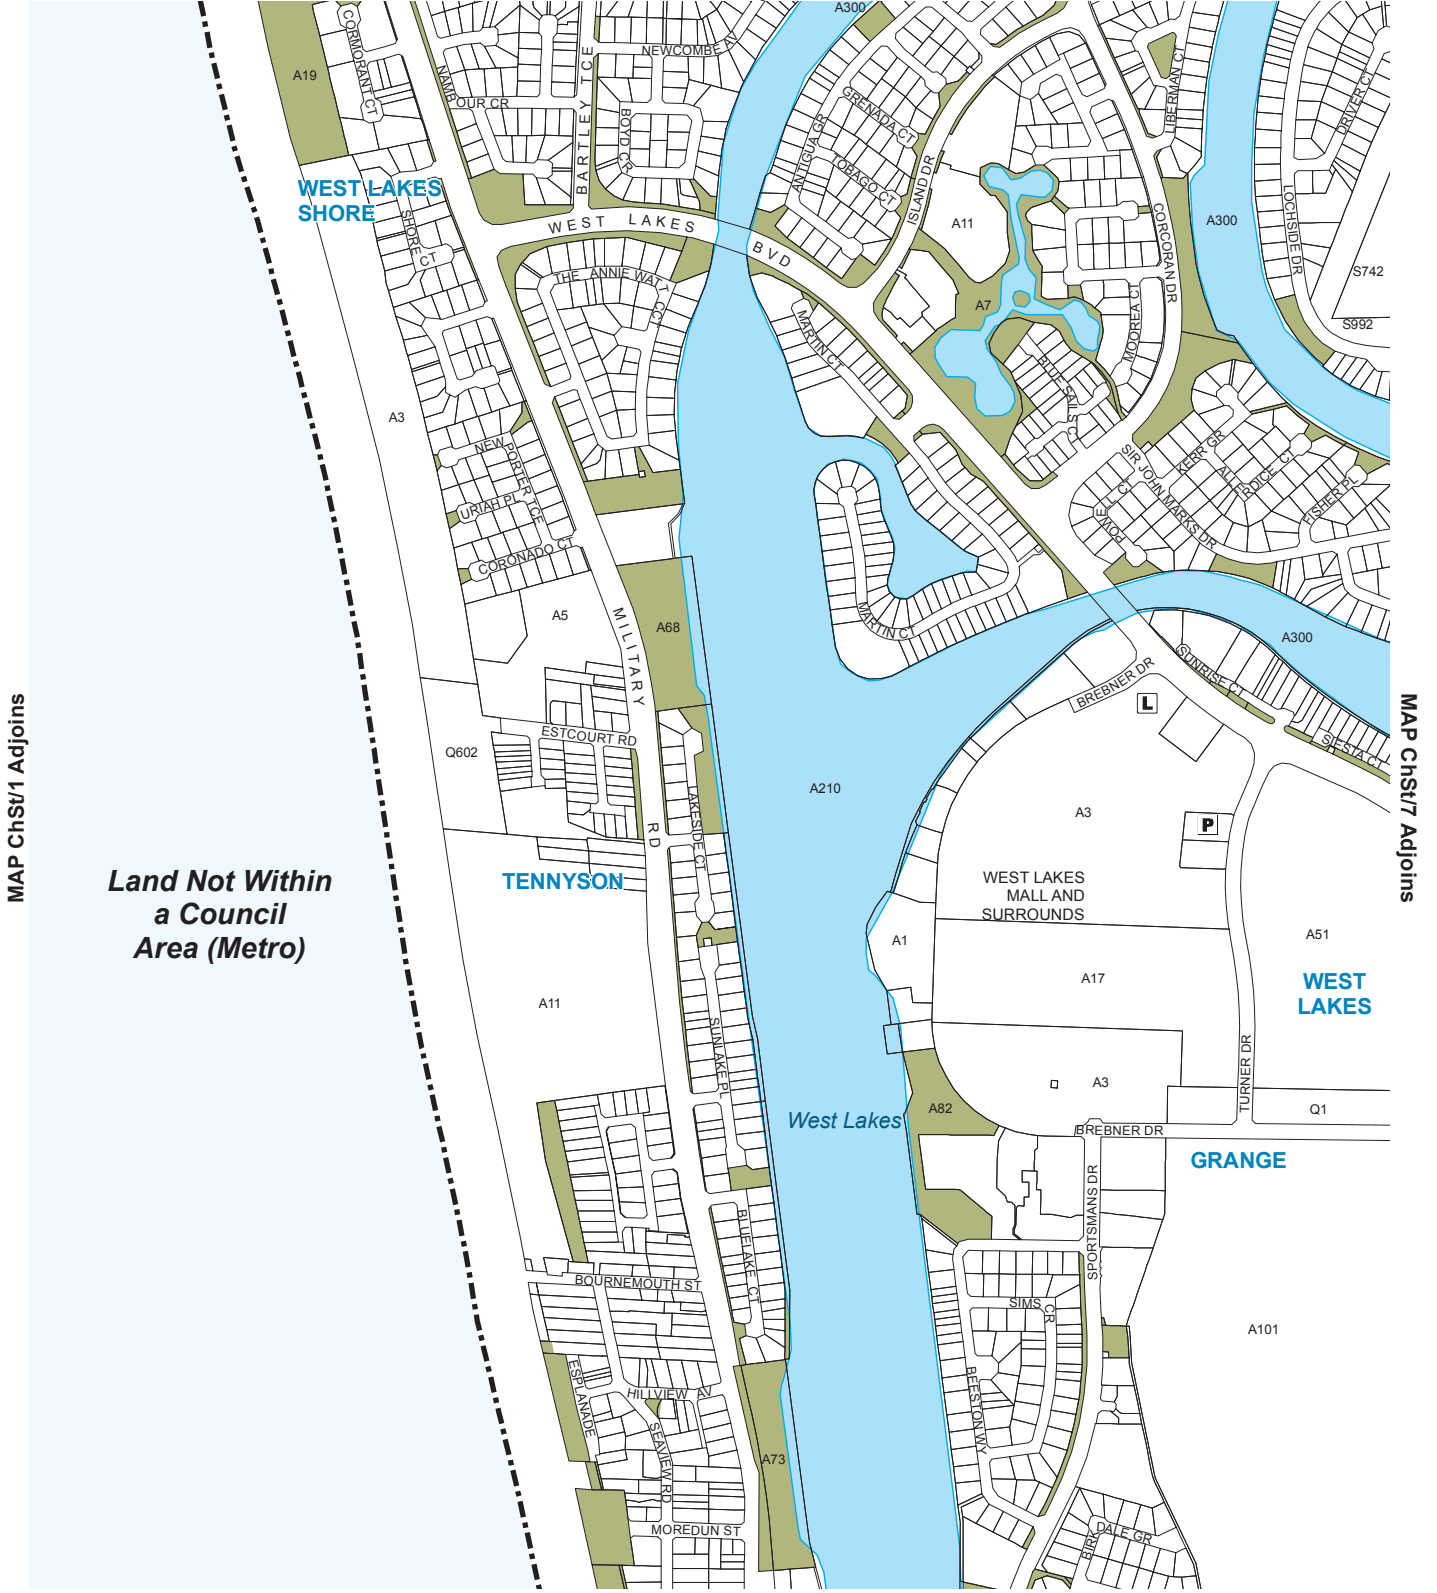 A300
A19
CORMORANT CT
NAMBOUR CR
BARTLEY TCE
NEWCOMBE AV
BOYD CR
GRENADA CT
ANTIGUA GR
TOBAGO CT
ISLAND DR
LIBERMAN CT
DRIVER CT
WEST LAKES
SHORE
SHORE CT
WEST LAKES BVD
A11
CORCORAN DR
A300
LOCHSIDE DR
S742
S992
THE ANNIE WATT CCT
A7
MARTIN CT
MOOREA CT
BLUE SAILS CT
A3
NEW PORTER TCE
URIAH PL
CORONADO CT
SIR JOHN MARKS DR
KERR GR
ALLERDICE CT
FISHER PL
POWE CT
A5
A68
MILITARY RD
MARTIN CT
A300
BREBNER DR
SUNRISE CT
L
SIESTA CT
MAP ChSt/1 Adjoins
MAP ChSt/7 Adjoins
ESTCOURT RD
Q602
LAKESIDE CT
A210
A3
P
TENNYSON
WEST LAKES
MALL AND
SURROUNDS
Land Not Within
a Council
Area (Metro)
A1
A51
A17
WEST
LAKES
A11
SUNLAKE PL
TURNER DR
A3
A82
Q1
West Lakes
BREBNER DR
GRANGE
SPORTSMANS DR
BLUELAKE CT
BOURNEMOUTH ST
SIMS CR
A101
ESPLANADE
HILLVIEW AV
BEESTON WY
SEAVIEW RD
A73
MOREDUN ST
BIRKDALE GR